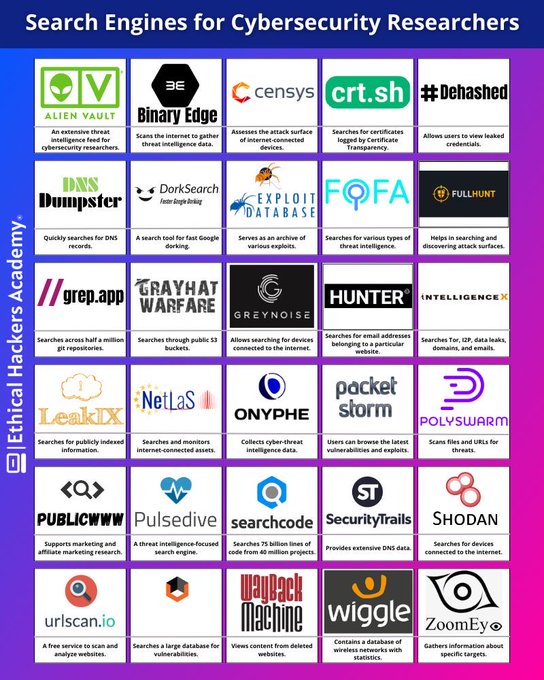 Search Engines for Cybersecurity Researchers
ALIEN VAULT
An extensive threat
intelligence feed for
cybersecurity researchers.
BE
Binary Edge
Scans the internet to gather
threat intelligence data.
censys
Assesses the attack surface
of internet-connected
devices.
crt.sh
Searches for certificates
logged by Certificate
Transparency.
#Dehashed
Allows users to view leaked
credentials.
DNS
Dumpster
Quickly searches for DNS
records.
DorkSearch
Faster Google Dorking
A search tool for fast Google
dorking.
EXPLOIT
DATABASE
Serves as an archive of
various exploits.
FOFA
Searches for various types of
threat intelligence.
FULLHUNT
Helps in searching and
discovering attack surfaces.
//grep.app
Searches across half a million
git repositories.
GRAYHAT
WARFARE
Searches through public S3
buckets.
GREYNOISE
Allows searching for devices
connected to the internet.
HUNTER
Searches for email addresses
belonging to a particular
website.
INTELLIGENCE X
Searches Tor, I2P, data leaks,
domains, and emails.
LeakIX
Searches for publicly indexed
information.
NetLaS
Searches and monitors
internet-connected assets.
ONYPHE
Collects cyber-threat
intelligence data.
packet
storm
Users can browse the latest
vulnerabilities and exploits.
POLYSWARM
Scans files and URLs for
threats.
PUBLICWWW
Supports marketing and
affiliate marketing research.
Pulsedive
A threat intelligence-focused
search engine.
searchcode
Searches 75 billion lines of
code from 40 million projects.
ST
SecurityTrails
Provides extensive DNS data.
SHODAN
Searches for devices
connected to the internet.
urlscan.io
A free service to scan and
analyze websites.
Searches a large database for
vulnerabilities.
WayBack
Machine
Views content from deleted
websites.
wiggle
Contains a database of
wireless networks with
statistics.
ZoomEye
Gathers information about
specific targets.
Ethical Hackers Academy®